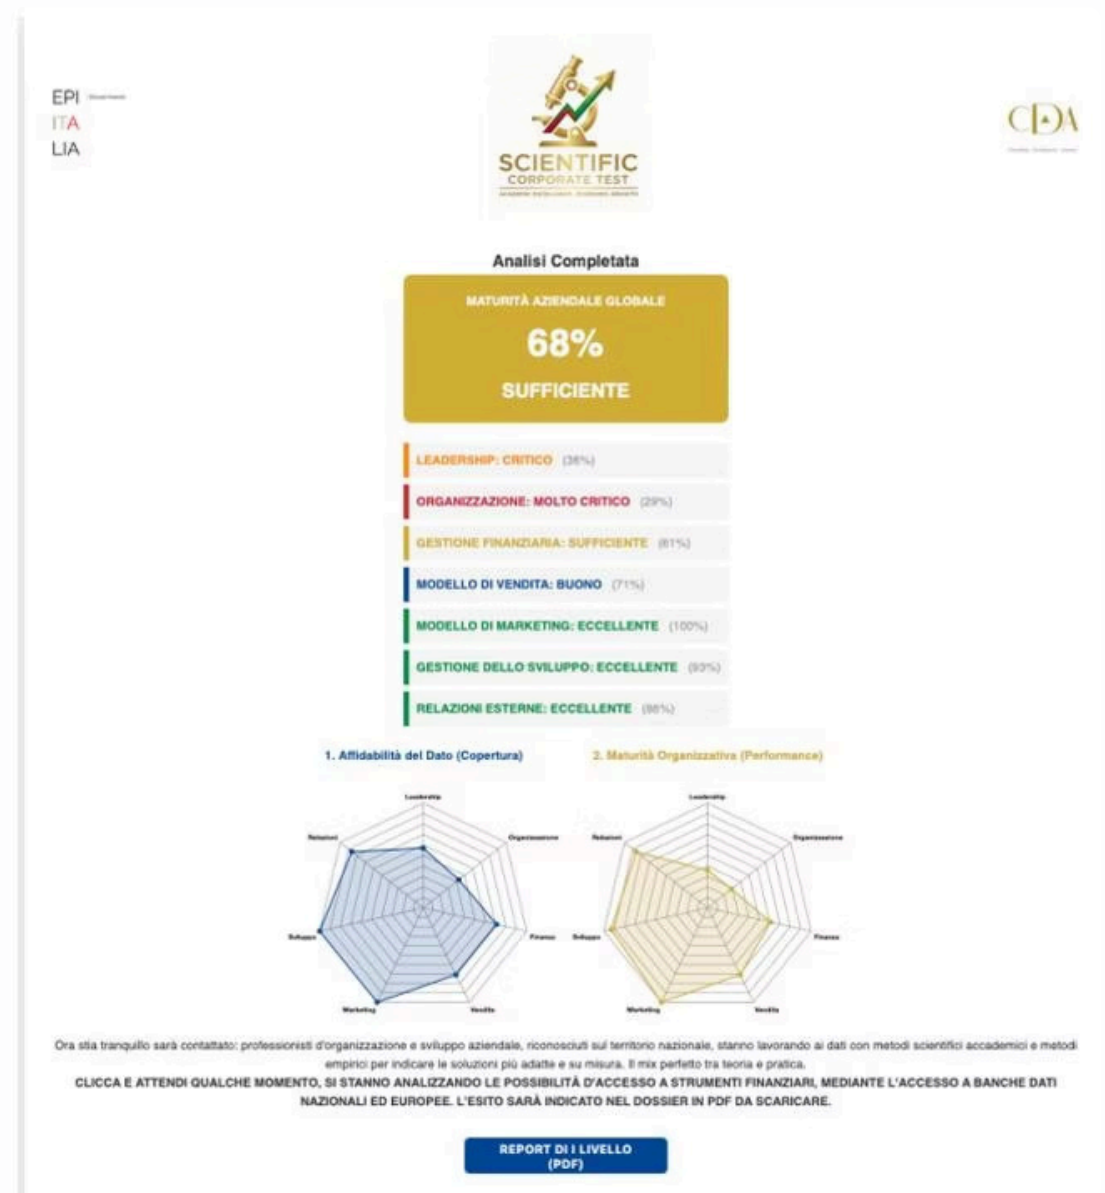 EPI
ITA
LIA
CDA
SCIENTIFIC
CORPORATE TEST
Analisi Completata
MATURITÀ AZIENDALE GLOBALE
68%
SUFFICIENTE
LEADERSHIP: CRITICO (36%)
ORGANIZZAZIONE: MOLTO CRITICO (29%)
GESTIONE FINANZIARIA: SUFFICIENTE (61%)
MODELLO DI VENDITA: BUONO (71%)
MODELLO DI MARKETING: ECCELLENTE (100%)
GESTIONE DELLO SVILUPPO: ECCELLENTE (93%)
RELAZIONI ESTERNE: ECCELLENTE
1. Affidabilità del Dato (Copertura)
2. Maturità Organizzativa (Performance)
Leadership
Leadership
Relazioni
Organizzazione
Relazioni
Organizzazione
Sviluppo
Finanza
Sviluppo
Finanza
Marketing
Vendita
Marketing
Vendita
Ora stia tranquillo sarà contattato: professionisti d'organizzazione e sviluppo aziendale, riconosciuti sul territorio nazionale, stanno lavorando ai dati con metodi scientifici accademici e metodi
empirici per indicare le soluzioni più adatte e su misura. Il mix perfetto tra teoria e pratica.
CLICCA E ATTENDI QUALCHE MOMENTO, SI STANNO ANALIZZANDO LE POSSIBILITÀ D'ACCESSO A STRUMENTI FINANZIARI, MEDIANTE L'ACCESSO A BANCHE DATI
NAZIONALI ED EUROPEE. L'ESITO SARÀ INDICATO NEL DOSSIER IN PDF DA SCARICARE.
REPORT DI I LIVELLO
(PDF)